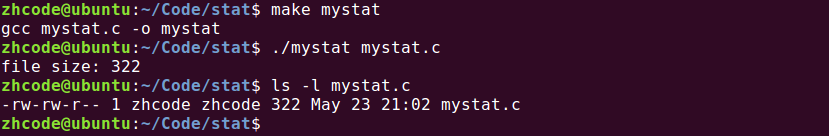 zhcode@ubuntu:~/Code/stat$ make mystat
gcc mystat.c -o mystat
zhcode@ubuntu:~/Code/stat$ ./mystat mystat.c
file size: 322
zhcode@ubuntu:~/Code/stat$ ls -l mystat.c
-rw-rw-r-- 1 zhcode zhcode 322 May 23 21:02 mystat.c
zhcode@ubuntu:~/Code/stat$